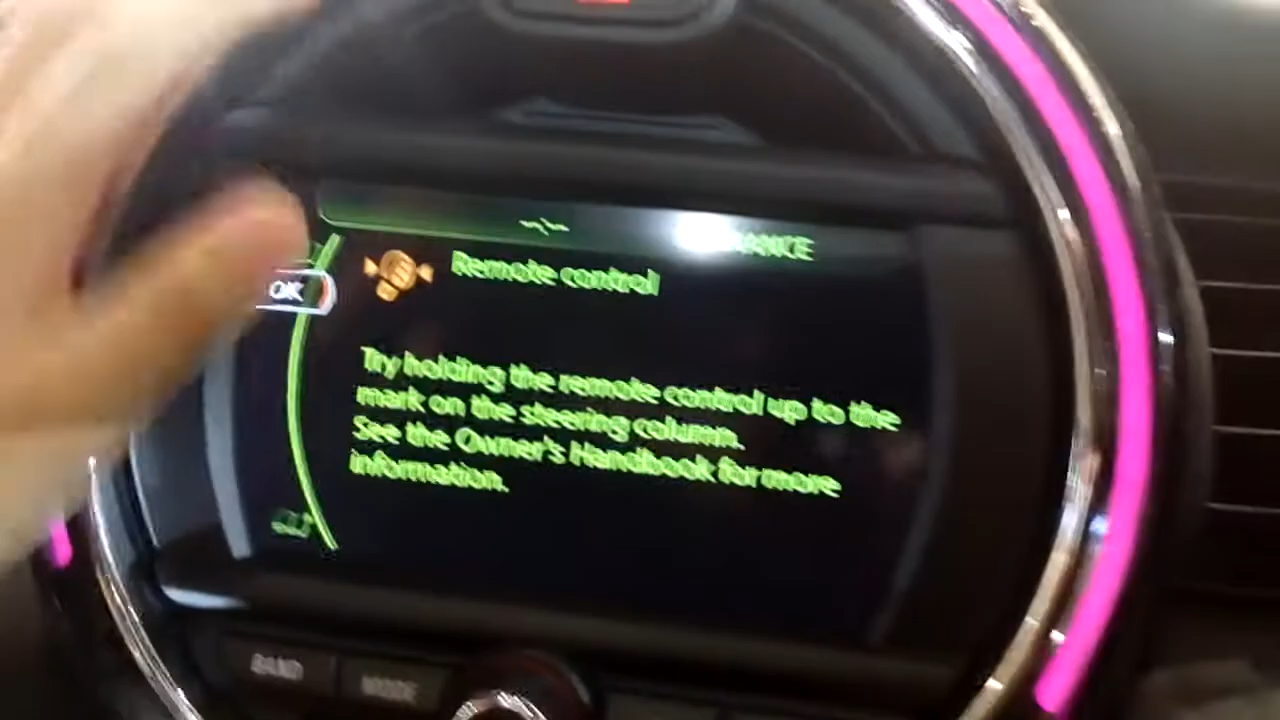 ANCE
Remote control
OK
Try holding the remote control up to the
mark on the steering column.
See the Owner's Handbook for more
information.
BAND
MODE